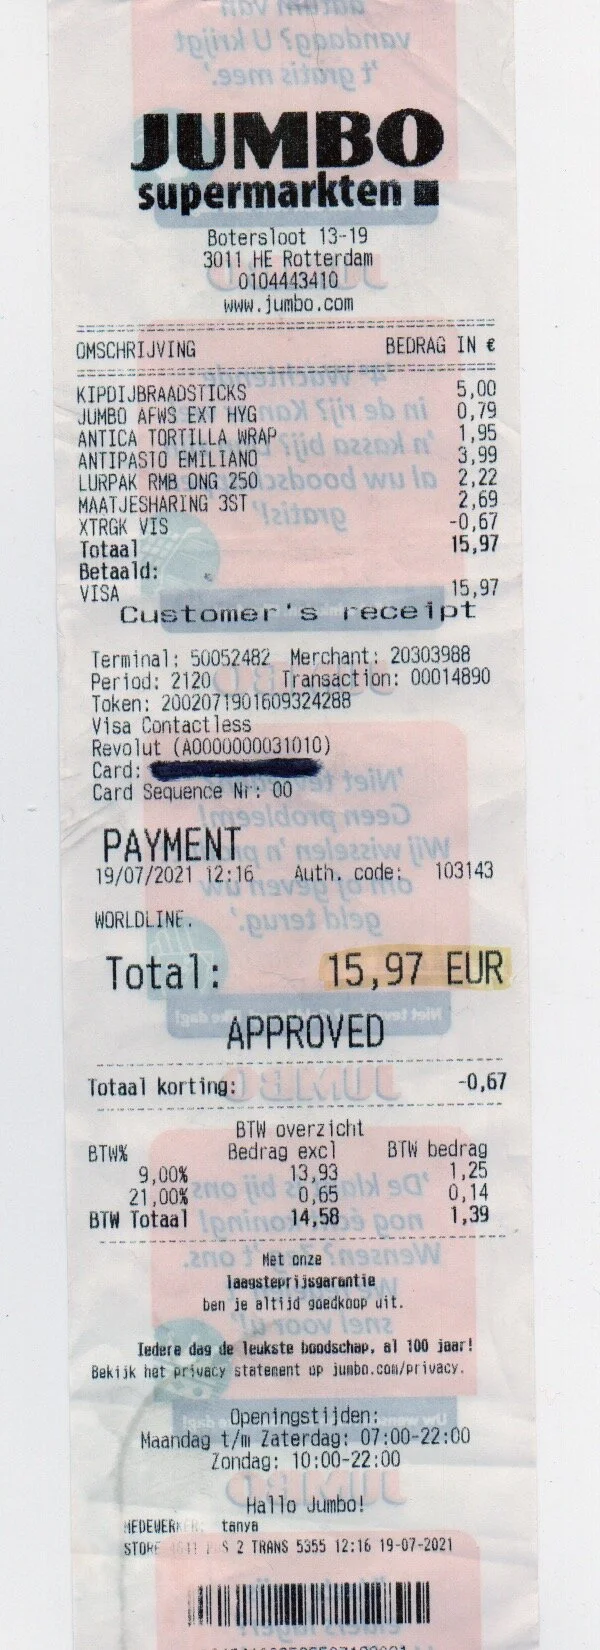 JUMBO
supermarkten
Botersloot 13-19
3011 HE Rotterdam
0104443410
www.jumbo.com
OMSCHRIJVING BEDRAG IN €
KIPDIJBRAADSTICKS 5,00
JUMBO AFWS EXT HYG 0,79
ANTICA TORTILLA WRAP 1,95
ANTIPASTO EMILIANO 3,99
LURPAK RMB ONG 250 2,22
MAATJESHARING 3ST 2,69
XTRGK VIS -0,67
Totaal 15,97
Betaald:
VISA 15,97
Customer's receipt
Terminal: 50052482 Merchant: 20303988
Period: 2120 Transaction: 00014890
Token: 2002071901609324288
Visa Contactless
Revolut (A0000000031010)
Card:
Card Sequence Nr: 00
PAYMENT
19/07/2021 12:16 Auth. code: 103143
WORLDLINE.
Total: 15,97 EUR
APPROVED
Totaal korting: -0,67
BTW overzicht
BTW% Bedrag excl BTW bedrag
9,00% 13,93 1,25
21,00% 0,65 0,14
BTW Totaal 14,58 1,39
Met onze
laagsteprijsgarantie
ben je altijd goedkoop uit.
Iedere dag de leukste boodschap, al 100 jaar!
Bekijk het privacy statement op jumbo.com/privacy.
Openingstijden:
Maandag t/m Zaterdag: 07:00-22:00
Zondag: 10:00-22:00
Hallo Jumbo!
tanya
STORE 2 TRANS 5355 12:16 19-07-2021